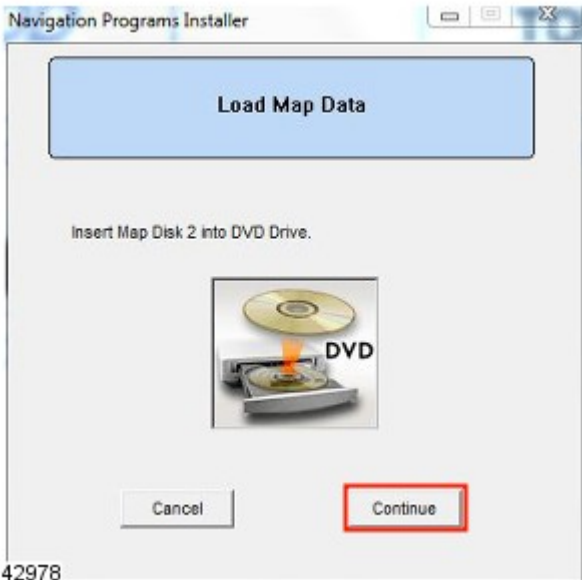 Navigation Programs Installer
Load Map Data
Insert Map Disk 2 into DVD Drive.
DVD
Cancel
Continue
42978